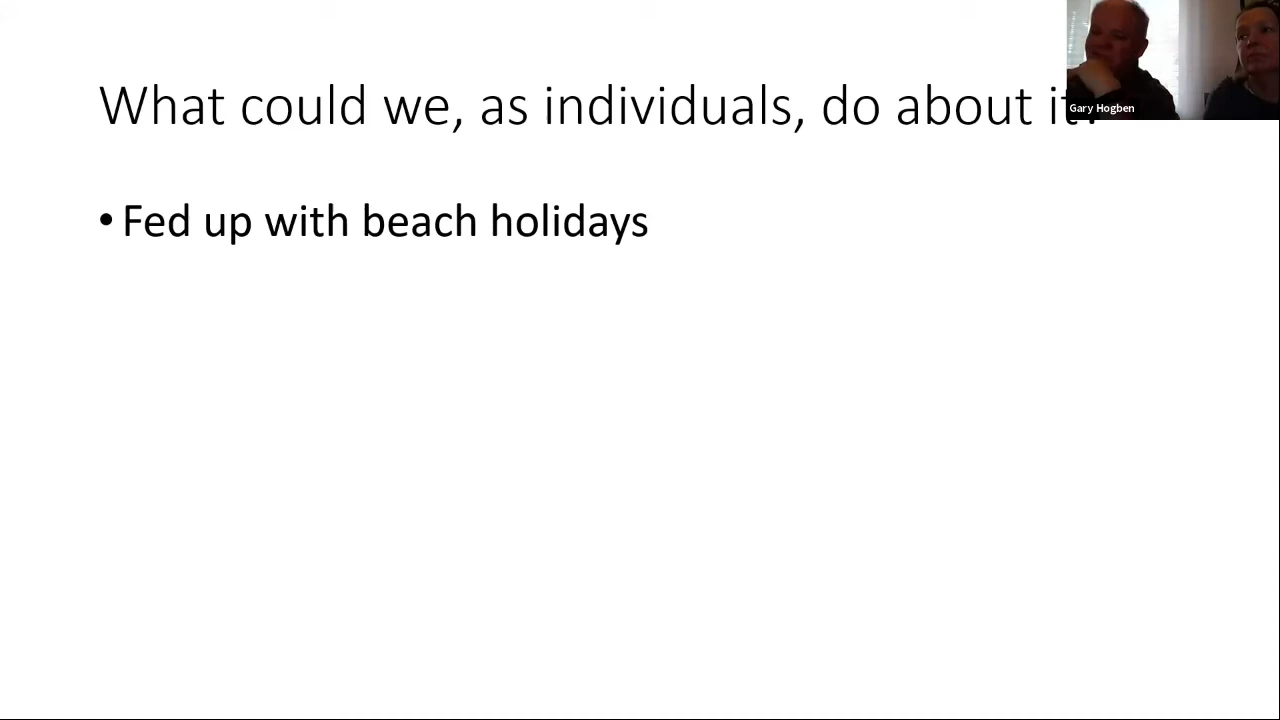 What could we, as individuals, do about it?
Gary Hogben
• Fed up with beach holidays